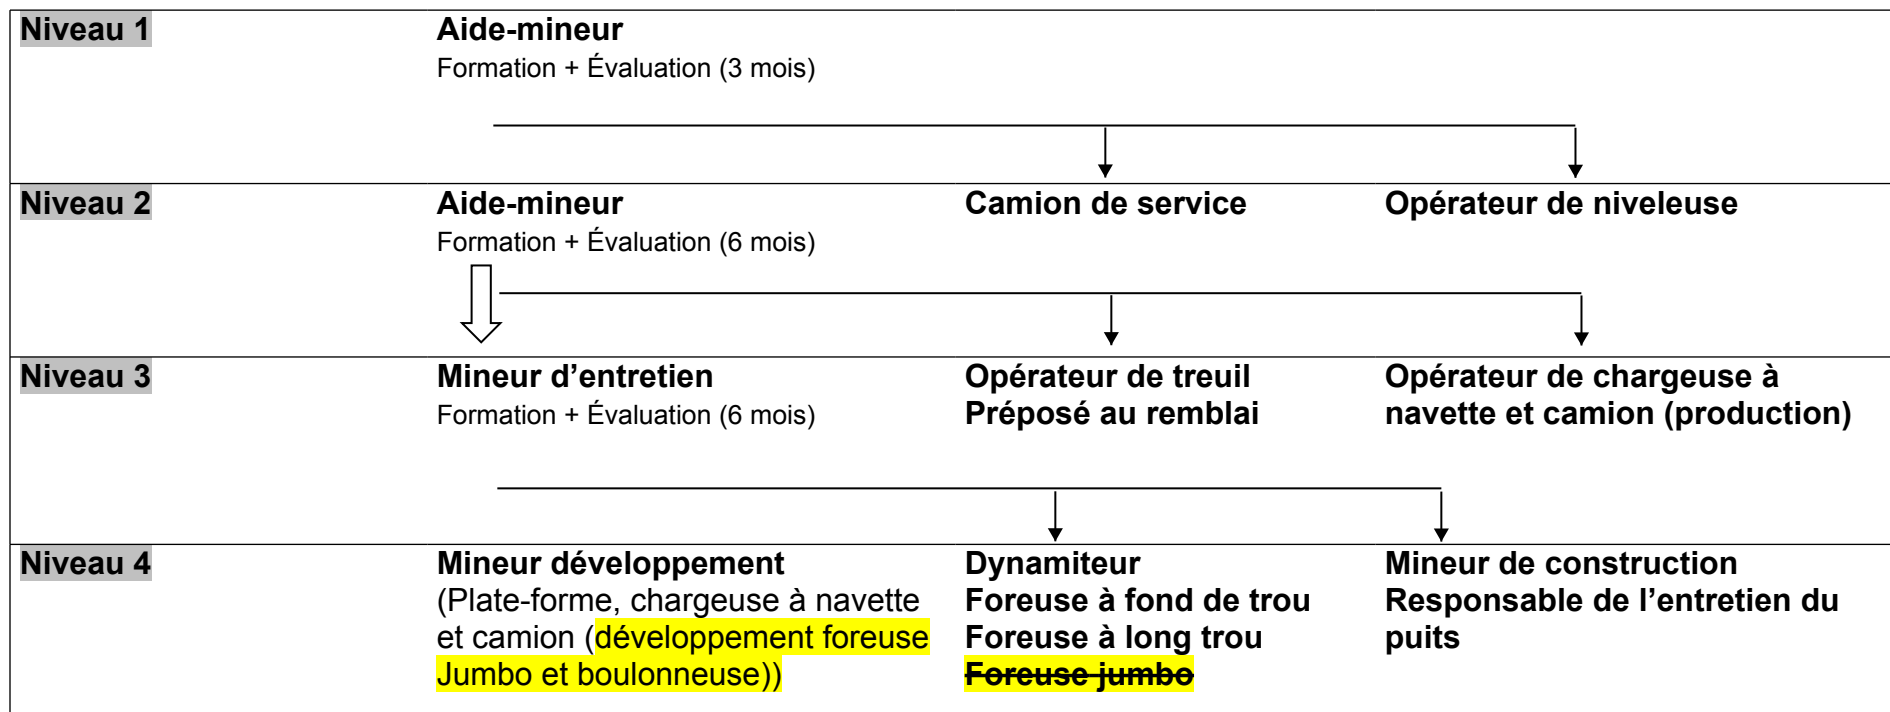 Niveau 1
Aide-mineur
Formation + Évaluation (3 mois)
Niveau 2
Aide-mineur
Formation + Évaluation (6 mois)
Camion de service
Opérateur de niveleuse
Niveau 3
Mineur d’entretien
Formation + Évaluation (6 mois)
Opérateur de treuil
Préposé au remblai
Opérateur de chargeuse à
navette et camion (production)
Niveau 4
Mineur développement
(Plate-forme, chargeuse à navette
et camion (développement foreuse
Jumbo et boulonneuse))
Dynamiteur
Foreuse à fond de trou
Foreuse à long trou
Foreuse jumbo
Mineur de construction
Responsable de l’entretien du
puits